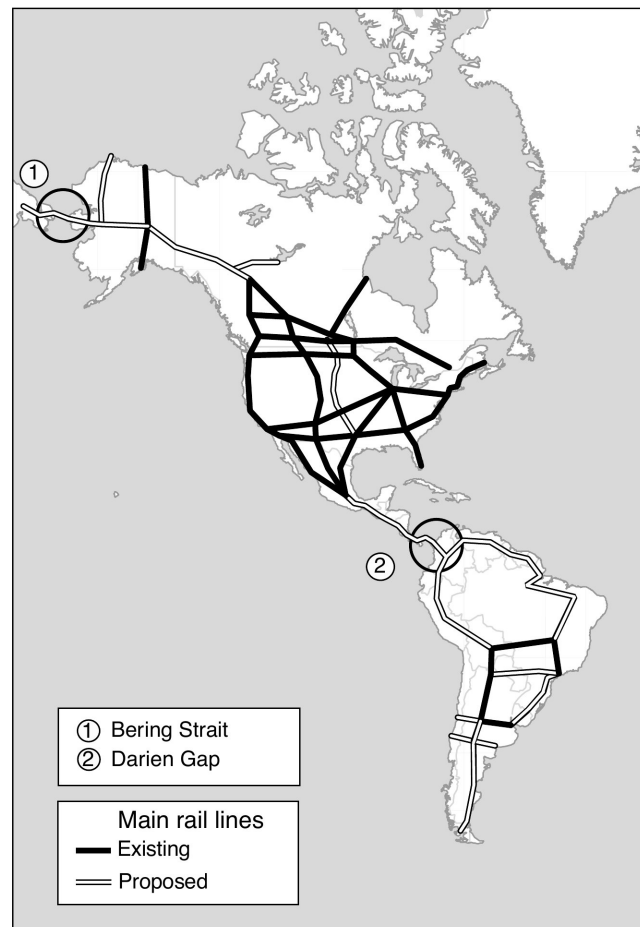 1
2
1 Bering Strait
2 Darien Gap
Main rail lines
Existing
Proposed